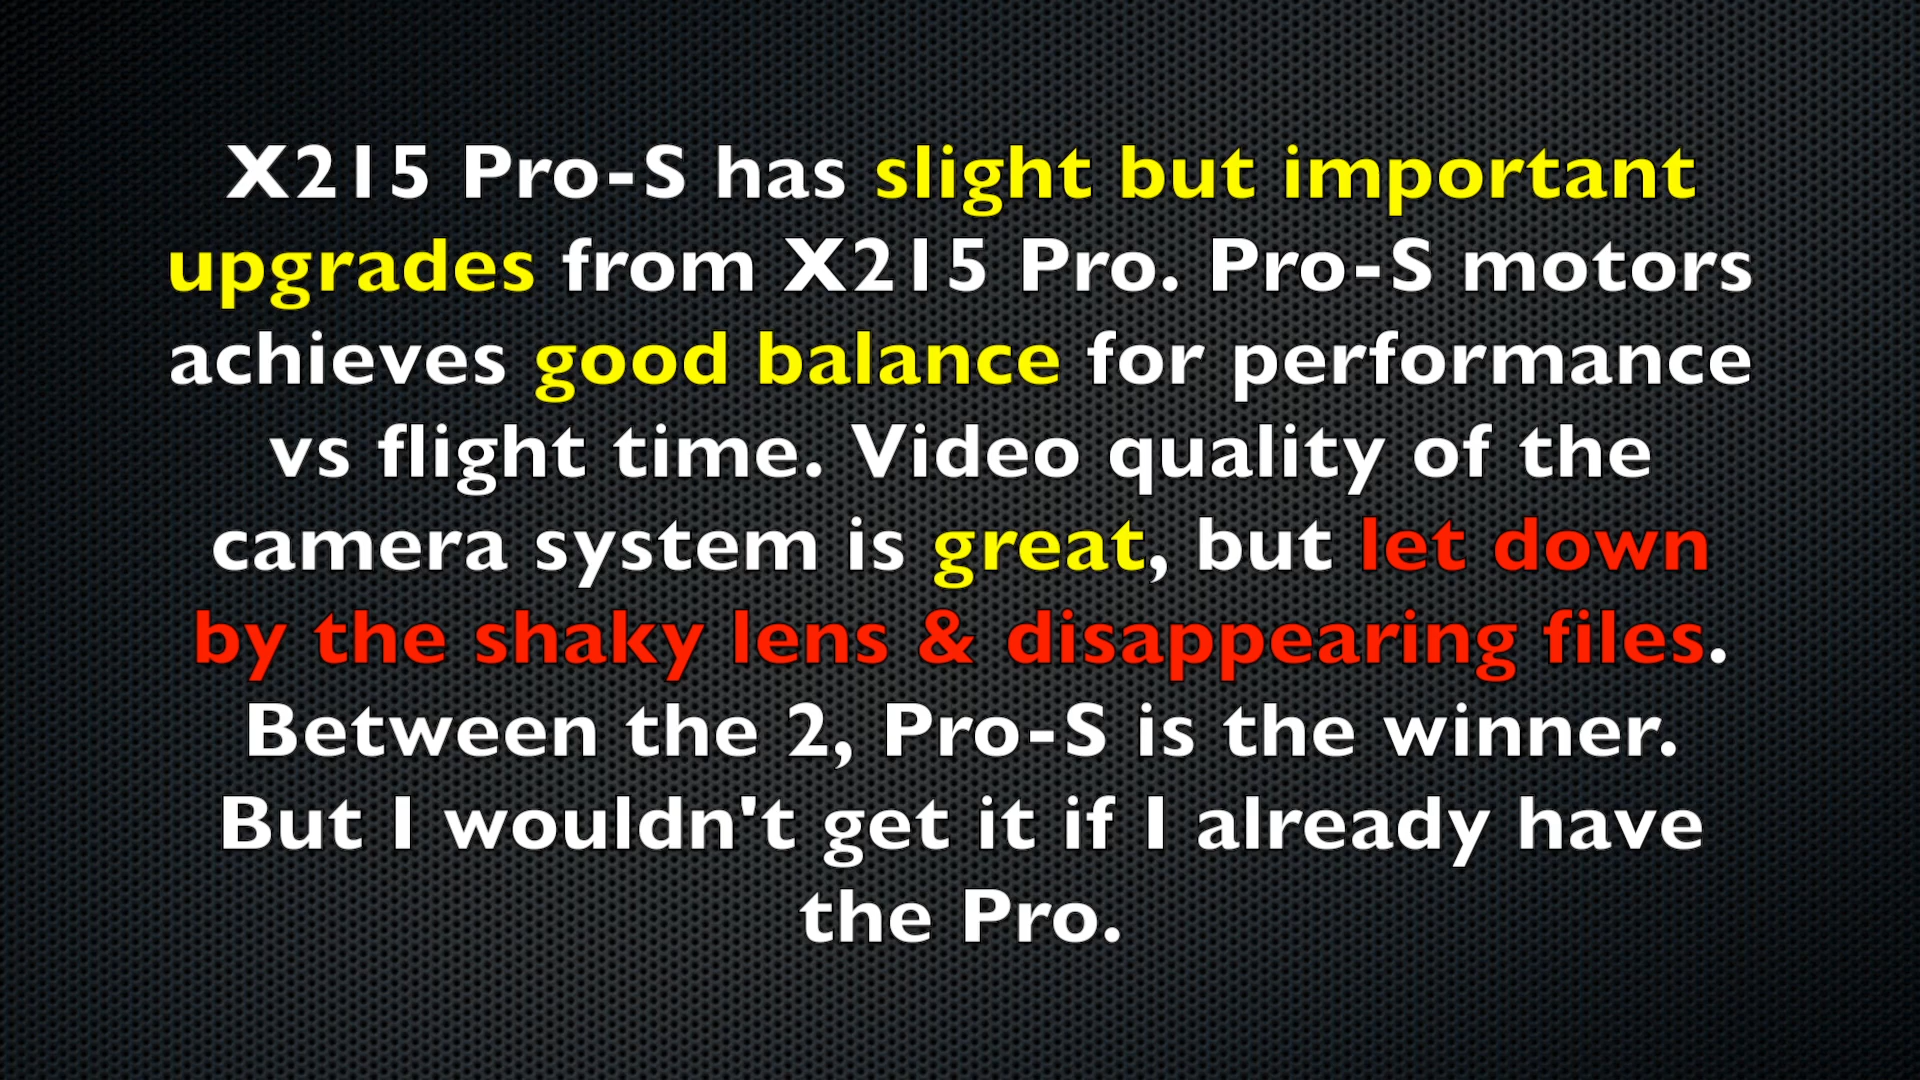 X215 Pro-S has slight but important
upgrades from X215 Pro. Pro-S motors
achieves good balance for performance
vs flight time. Video quality of the
camera system is great, but let down
by the shaky lens & disappearing files.
Between the 2, Pro-S is the winner.
But I wouldn't get it if I already have
the Pro.